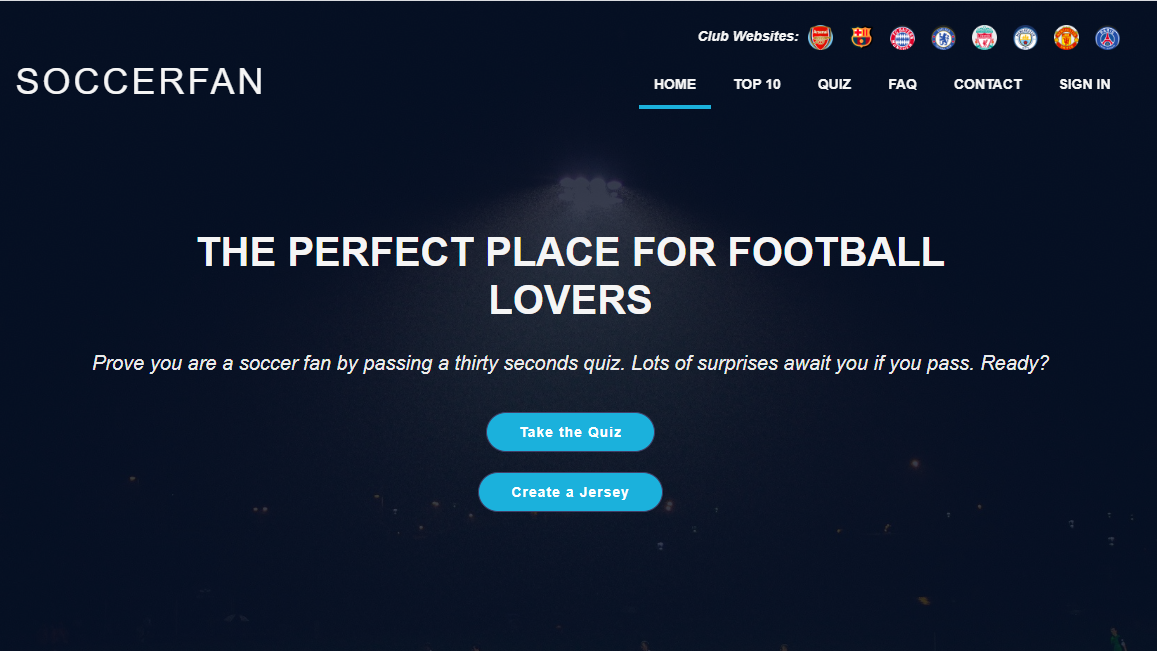 Club Websites:
SOCCERFAN
HOME TOP 10 QUIZ FAQ CONTACT SIGN IN
THE PERFECT PLACE FOR FOOTBALL
LOVERS
Prove you are a soccer fan by passing a thirty seconds quiz. Lots of surprises await you if you pass. Ready?
Take the Quiz
Create a Jersey